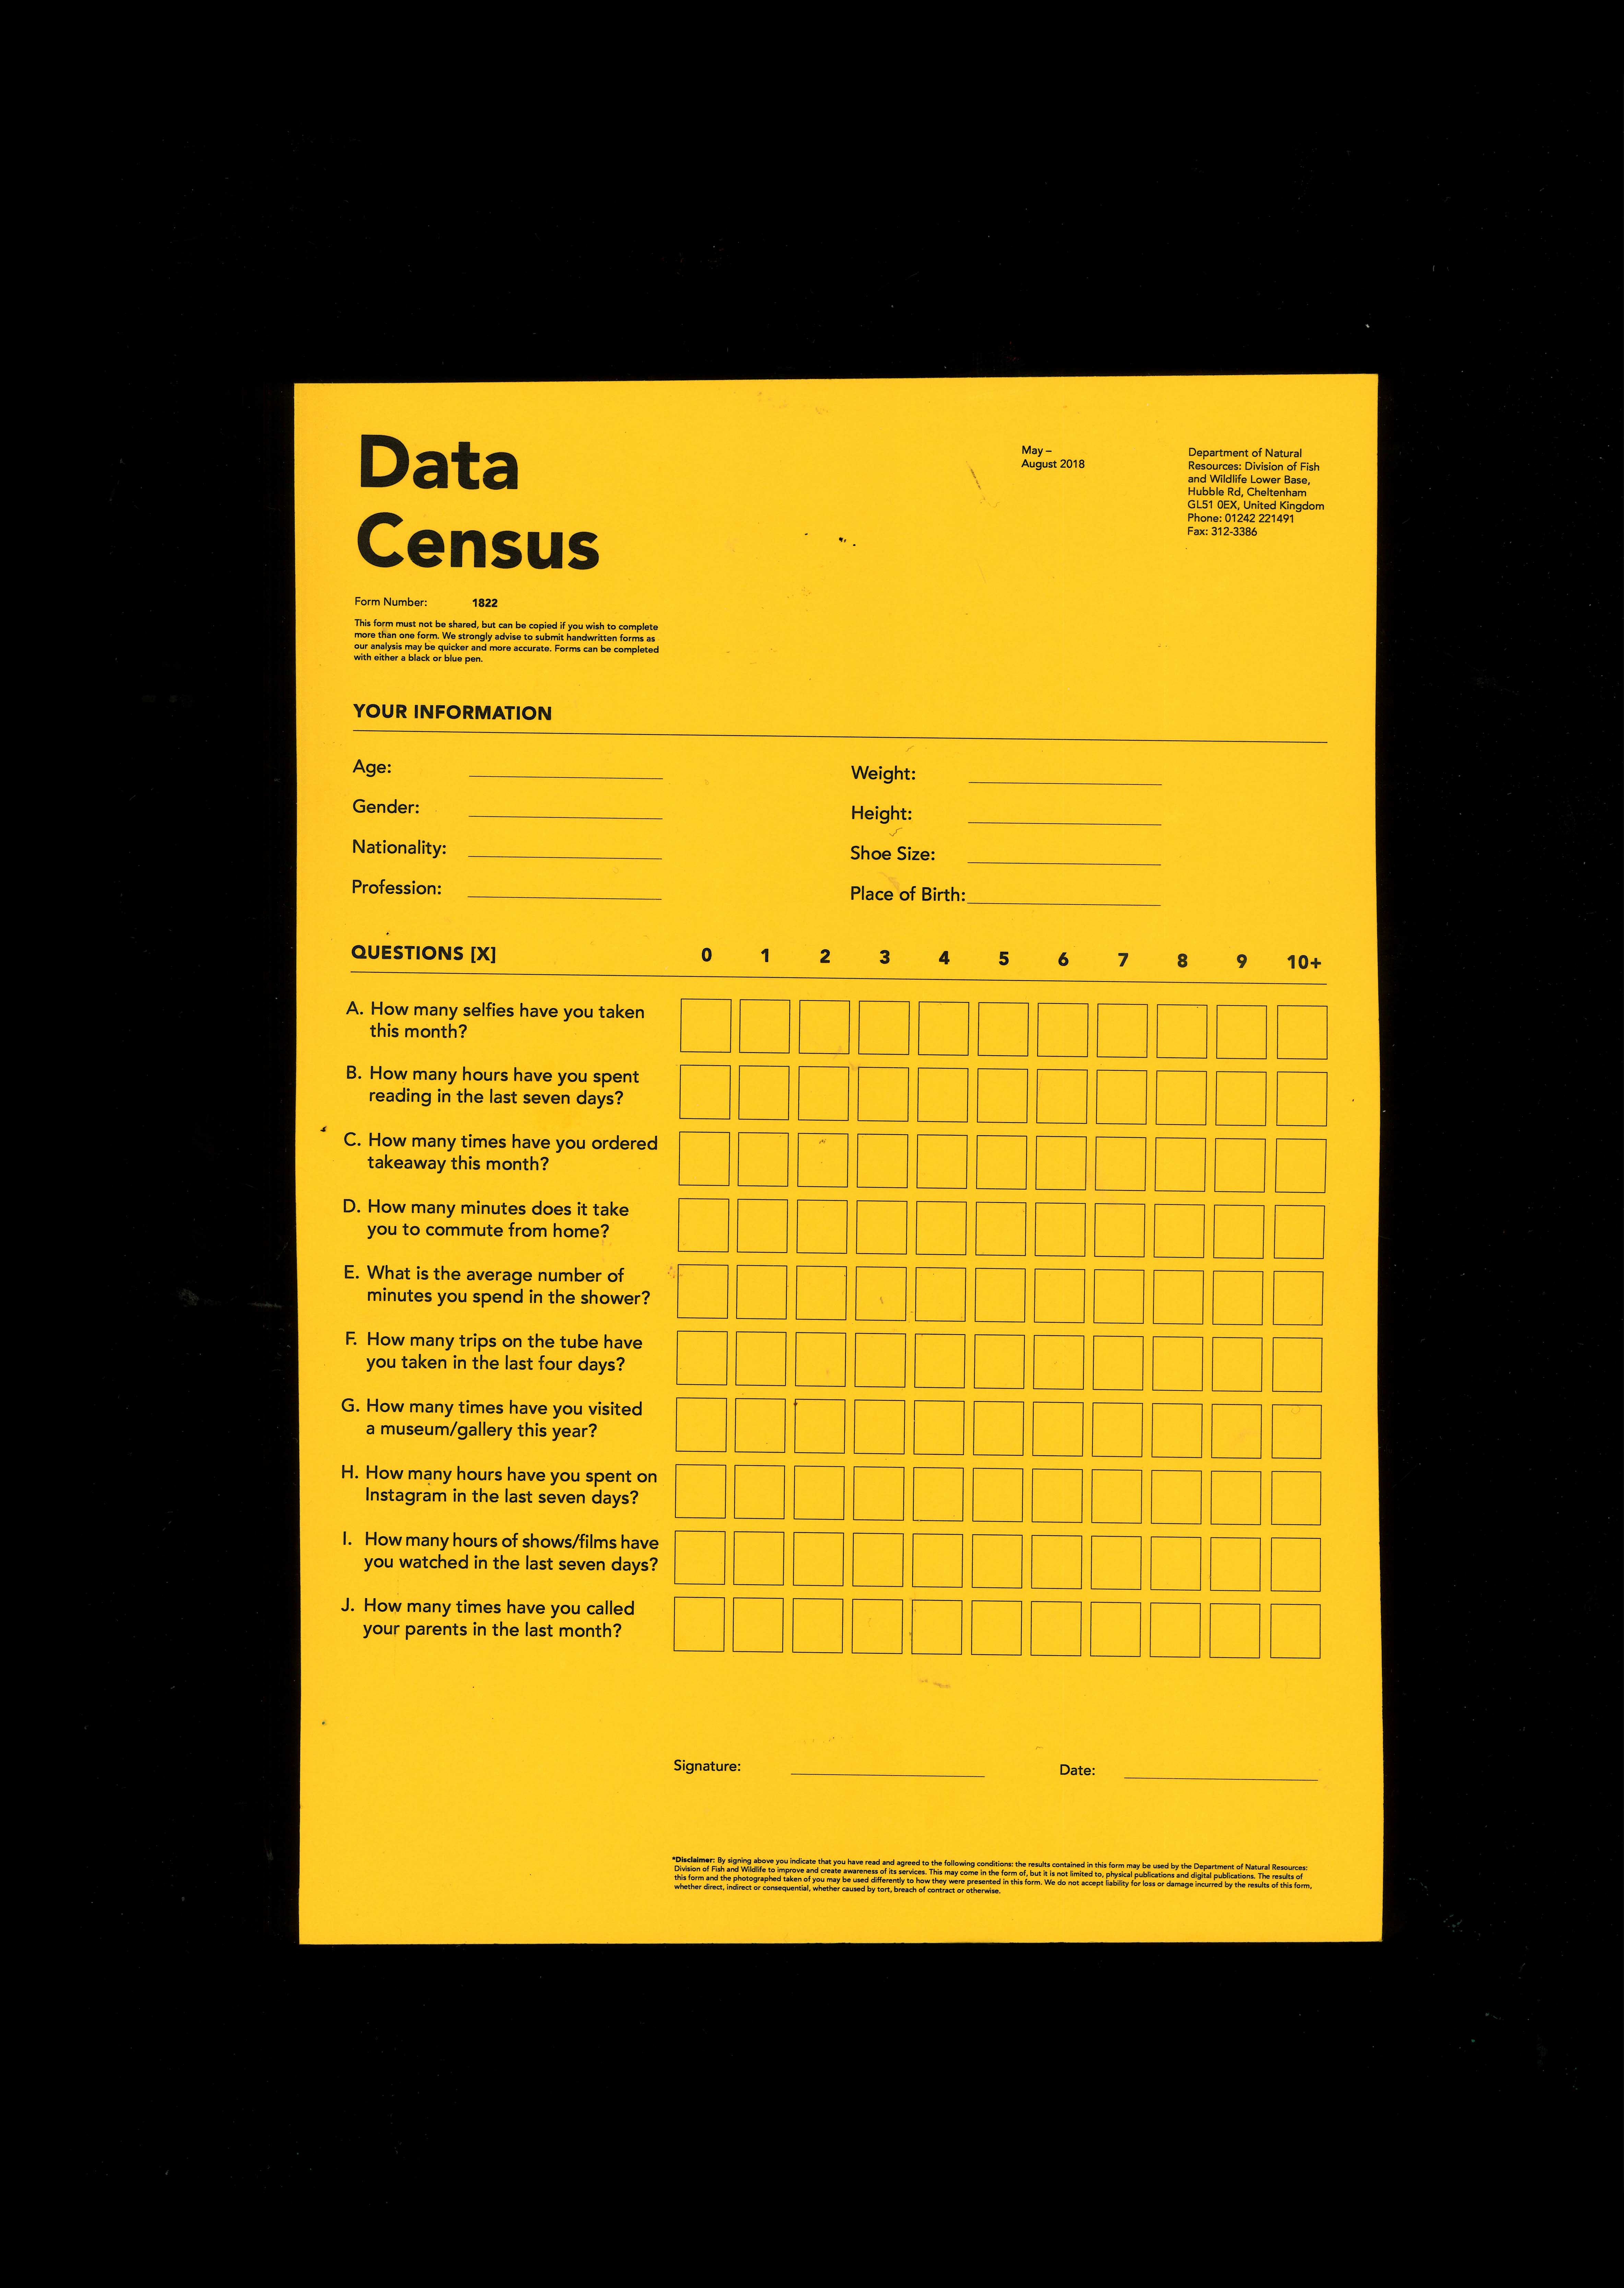 Data
Census
May –
August 2018
Department of Natural
Resources: Division of Fish
and Wildlife Lower Base,
Hubble Rd, Cheltenham
GL51 0EX, United Kingdom
Phone: 01242 221491
Fax: 312-3386
Form Number: 1822
This form must not be shared, but can be copied if you wish to complete
more than one form. We strongly advise to submit handwritten forms as
our analysis may be quicker and more accurate. Forms can be completed
with either a black or blue pen.
YOUR INFORMATION
Age:
Gender:
Nationality:
Profession:
Weight:
Height:
Shoe Size:
Place of Birth:
QUESTIONS [X] 0 1 2 3 4 5 6 7 8 9 10+
A. How many selfies have you taken
this month?
B. How many hours have you spent
reading in the last seven days?
C. How many times have you ordered
takeaway this month?
D. How many minutes does it take
you to commute from home?
E. What is the average number of
minutes you spend in the shower?
F. How many trips on the tube have
you taken in the last four days?
G. How many times have you visited
a museum/gallery this year?
H. How many hours have you spent on
Instagram in the last seven days?
I. How many hours of shows/films have
you watched in the last seven days?
J. How many times have you called
your parents in the last month?
Signature: Date:
*Disclaimer: By signing above you indicate that you have read and agreed to the following conditions: the results contained in this form may be used by the Department of Natural Resources:
Division of Fish and Wildlife to improve and create awareness of its services. This may come in the form of, but it is not limited to, physical publications and digital publications. The results of
this form and the photographed taken of you may be used differently to how they were presented in this form. We do not accept liability for loss or damage incurred by the results of this form,
whether direct, indirect or consequential, whether caused by tort, breach of contract or otherwise.